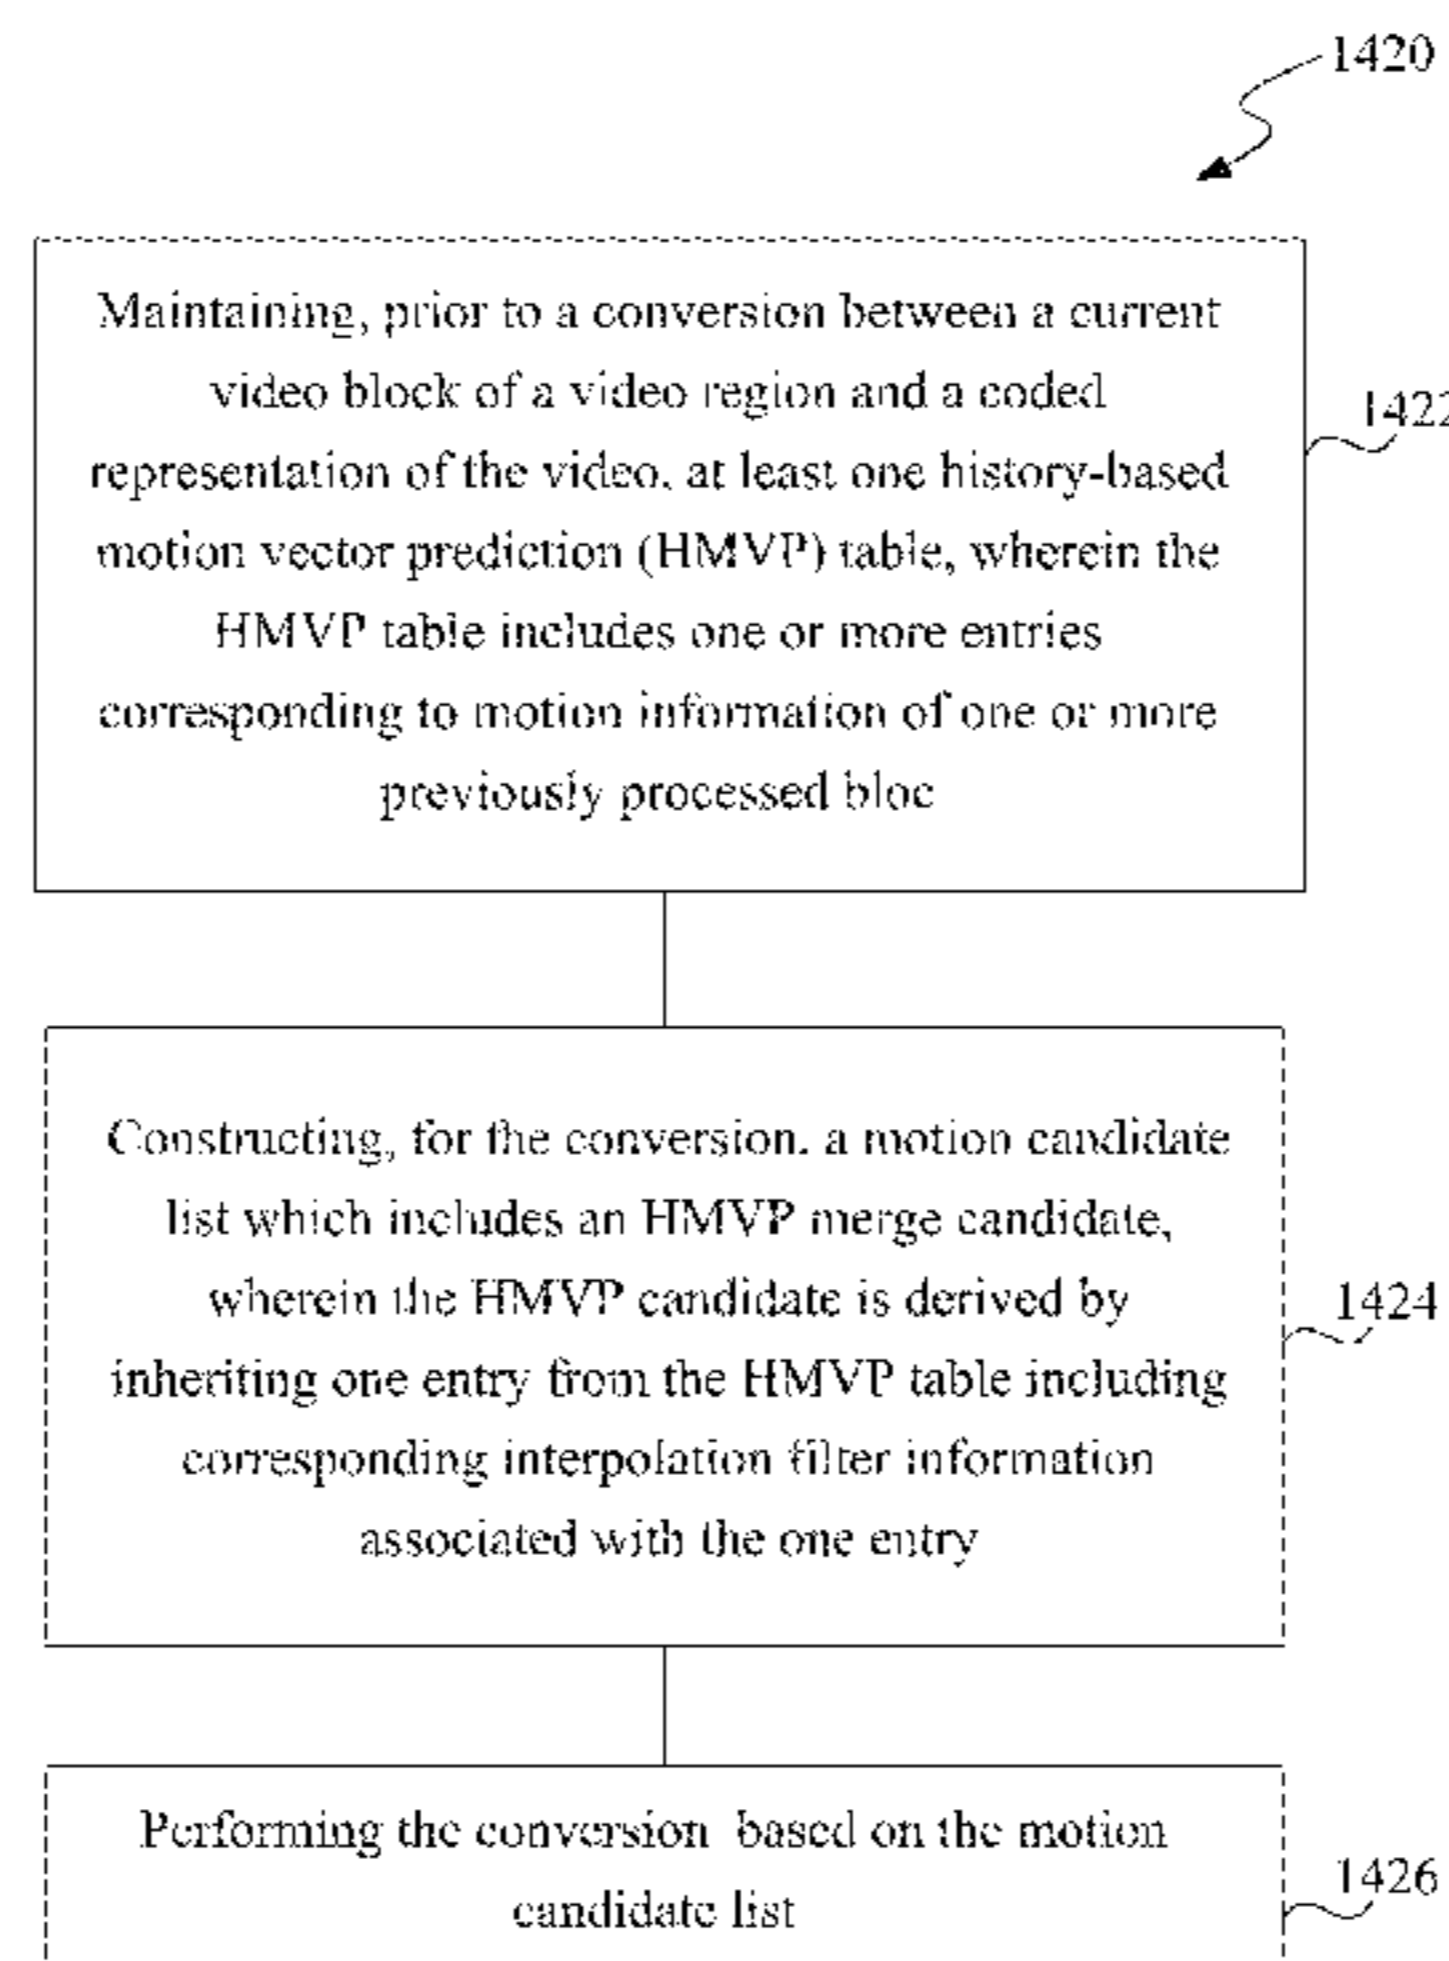 1420
Maintaining, prior to a conversion between a current
video block of a video region and a coded
representation of the video, at least one history-based
motion vector prediction (HMVP) table, wherein the
HMVP table includes one or more entries
corresponding to motion information of one or more
previously processed bloc
1422
Constructing, for the conversion, a motion candidate
list which includes an HMVP merge candidate,
wherein the HMVP candidate is derived by
inheriting one entry from the HMVP table including
corresponding interpolation filter information
associated with the one entry
1424
Performing the conversion based on the motion
candidate list
1426